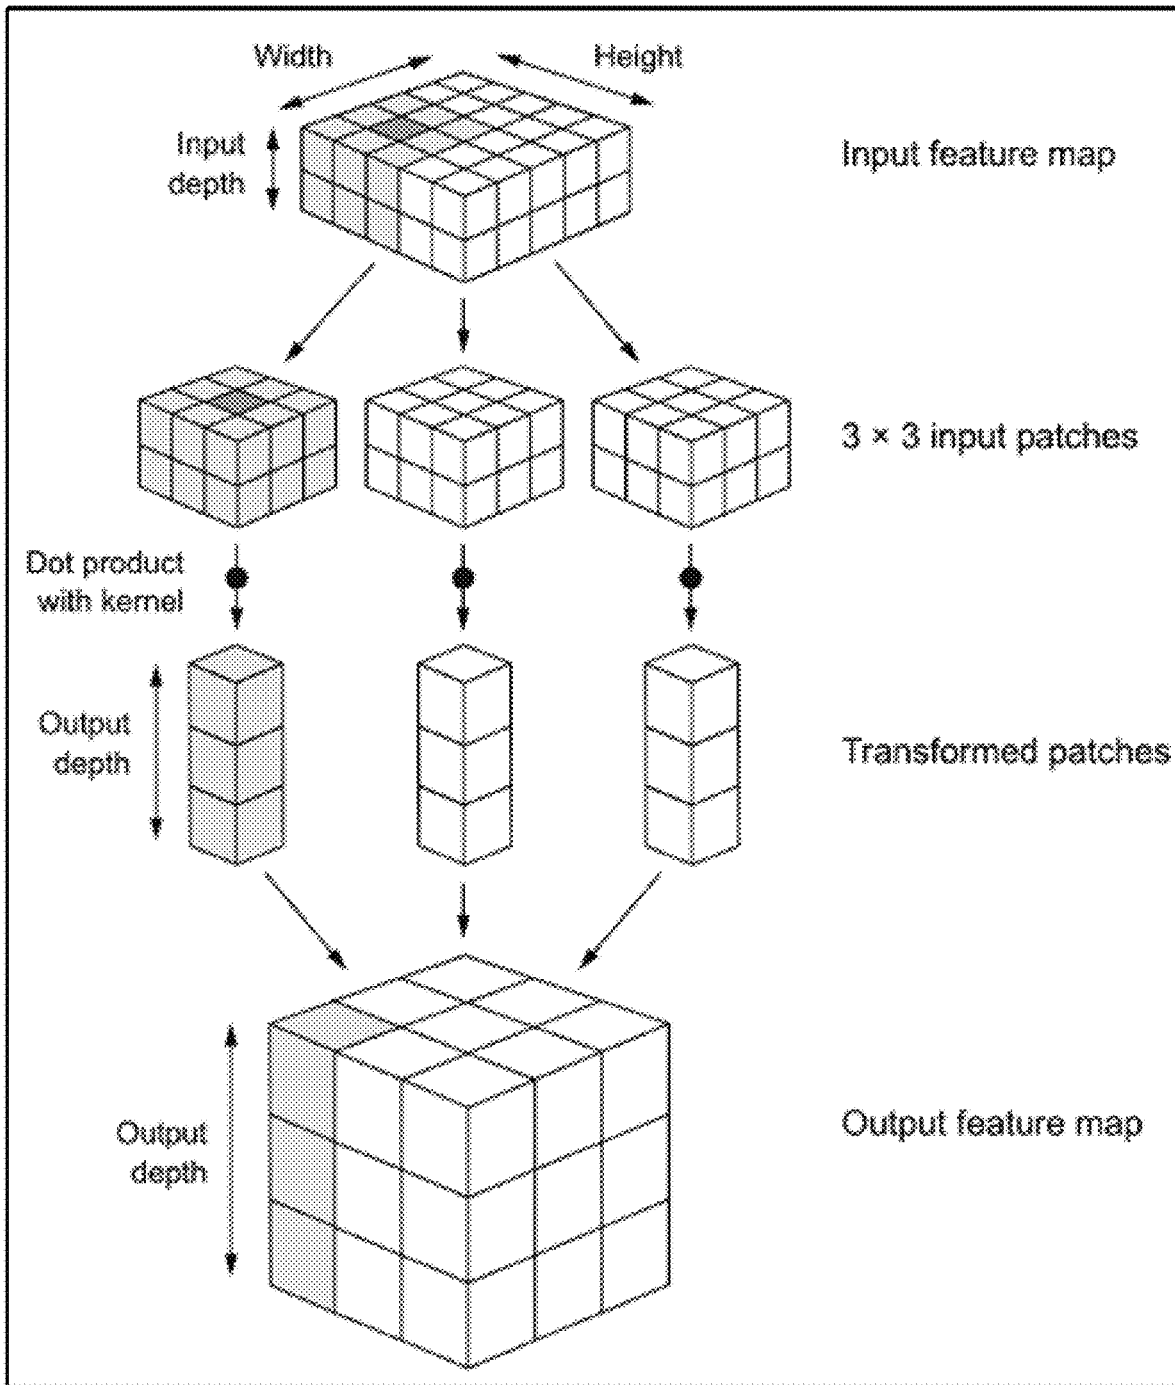 Width
Height
Input
depth
Input feature map
3 × 3 input patches
Dot product
with kernel
Output
depth
Transformed patches
Output
depth
Output feature map